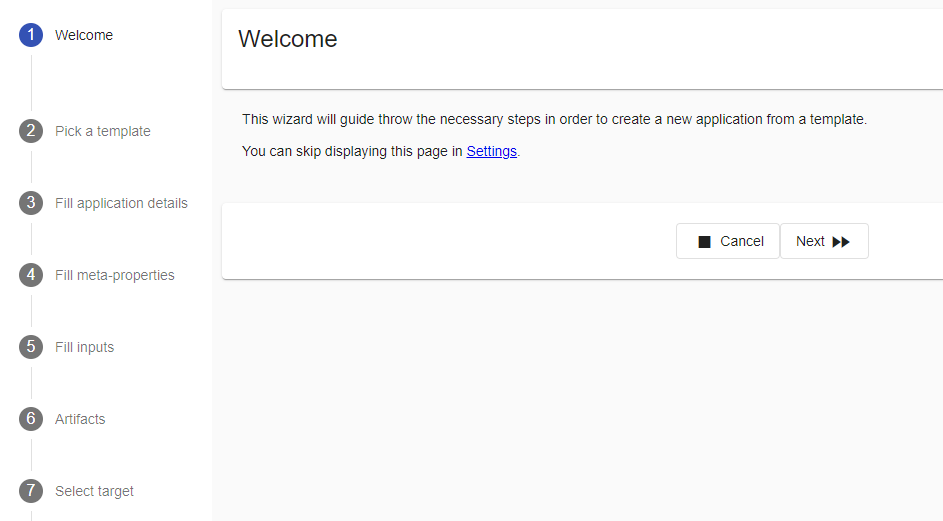 1 Welcome
2 Pick a template
3 Fill application details
4 Fill meta-properties
5 Fill inputs
6 Artifacts
7 Select target
Welcome
This wizard will guide throw the necessary steps in order to create a new application from a template.
You can skip displaying this page in Settings.
Cancel Next